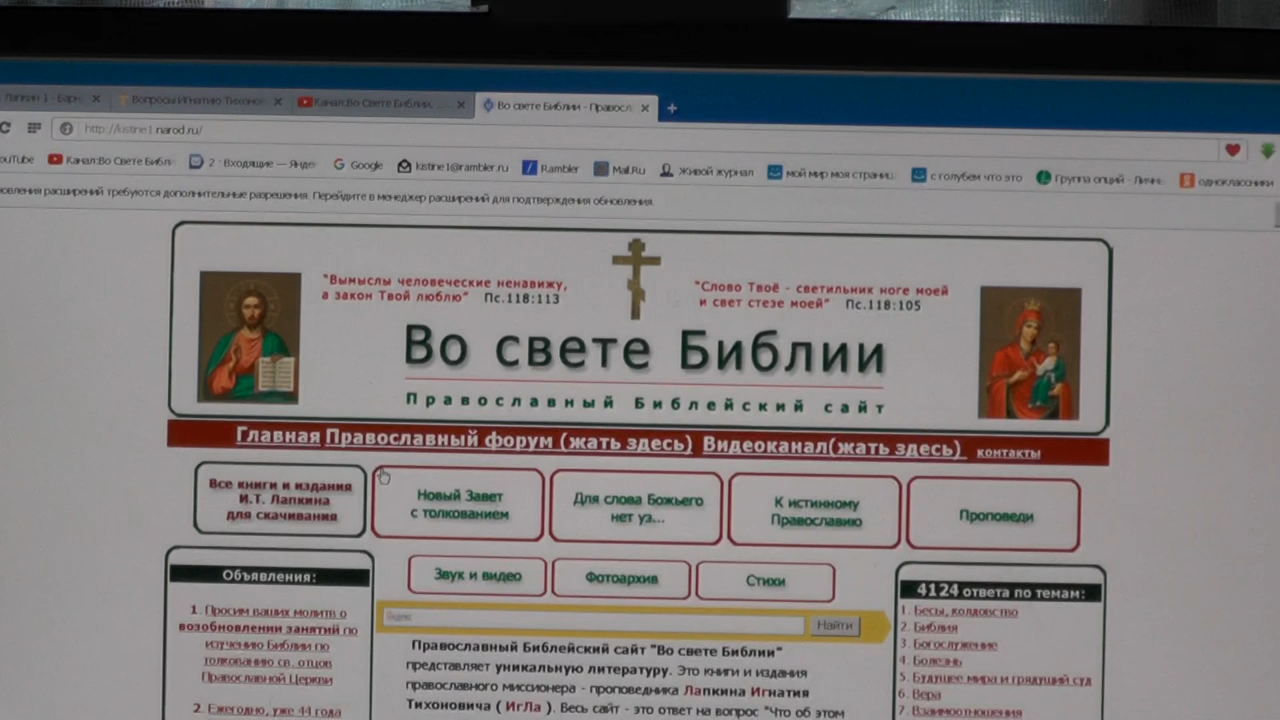 Лапкин 1 - Барн
Вопросы Игнатию Тихоно
Канал:Во Свете Библии.
Во свете Библии - Правосл
http://kistine1.narod.ru/
ouTube
Канал:Во Свете Библ
2 · Входящие — Янде
Google
kistine1@rambler.ru
Rambler
Mail.Ru
Живой журнал
мой мир моя страниц
с голубем что это
Группа опций - Личн
одноклассники
овления расширений требуются дополнительные разрешения. Перейдите в менеджер расширений для подтверждения обновления.
"Вымыслы человеческие ненавижу,
а закон Твой люблю" Пс.118:113
"Слово Твоё - светильник ноге моей
и свет стезе моей" Пс.118:105
Во свете Библии
Православный Библейский сайт
Главная Православный форум (жать здесь) Видеоканал(жать здесь) контакты
Все книги и издания
И.Т. Лапкина
для скачивания
Новый Завет
с толкованием
Для слова Божьего
нет уз...
К истинному
Православию
Проповеди
Звук и видео
Фотоархив
Стихи
Найти
Объявления:
1. Просим ваших молитв о
возобновлении занятий по
изучению Библии по
толкованию св. отцов
Православной Церкви
2. Ежегодно, уже 44 года
Православный Библейский сайт "Во свете Библии"
представляет уникальную литературу. Это книги и издания
православного миссионера - проповедника Лапкина Игнатия
Тихоновича ( ИгЛа ). Весь сайт - это ответ на вопрос "Что об этом
4124 ответа по темам:
1. Бесы, колдовство
2. Библия
3. Богослужение
4. Болезнь
5. Будущее мира и грядущий суд
6. Вера
7. Взаимоотношения